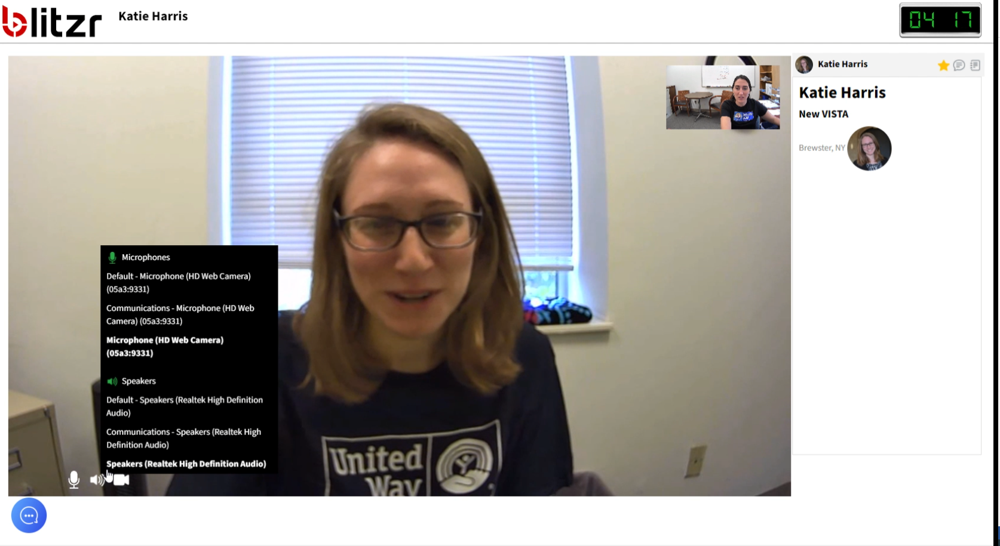 blitzr
Katie Harris
04 17
Katie Harris
Katie Harris
New VISTA
Brewster, NY
Microphones
Default - Microphone (HD Web Camera)
(05a3:9331)
Communications - Microphone (HD Web
Camera) (05a3:9331)
Microphone (HD Web Camera)
(05a3:9331)
Speakers
Default - Speakers (Realtek High Definition
Audio)
Communications - Speakers (Realtek High
Definition Audio)
Speakers (Realtek High Definition Audio)
United
Way